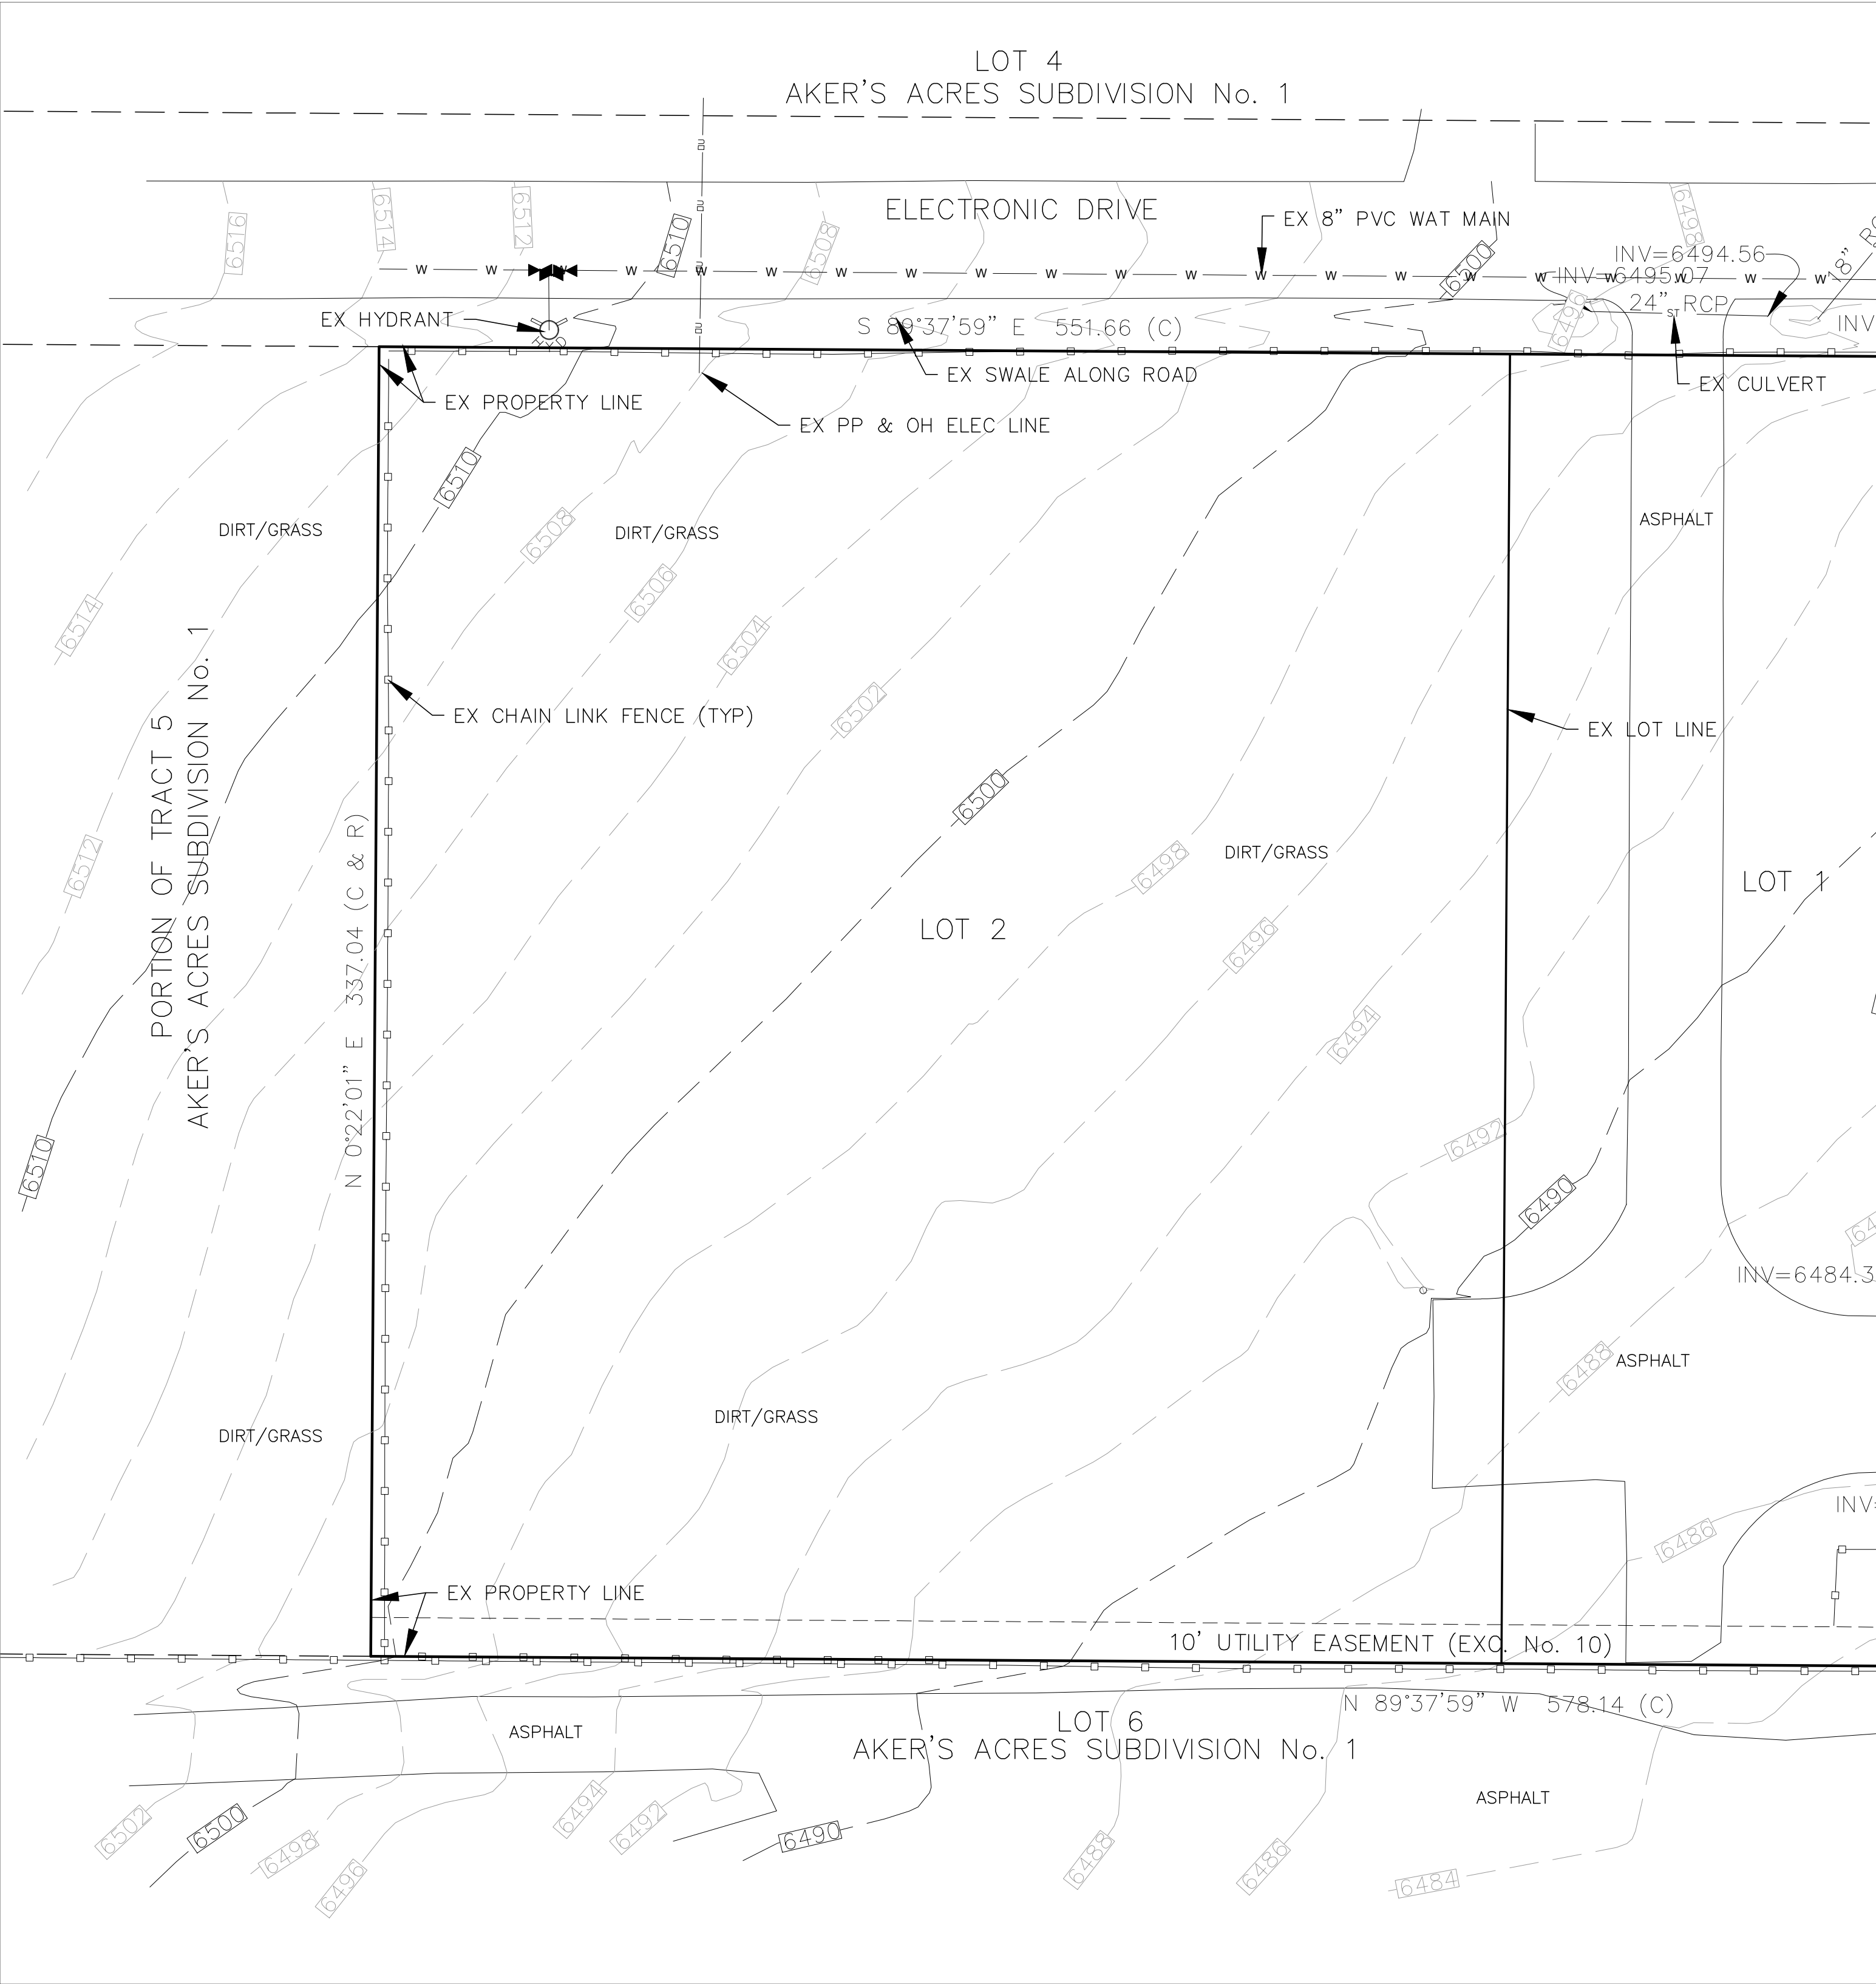 LOT 4
AKER'S ACRES SUBDIVISION No. 1
6516
6514
6512
6510
ELECTRONIC DRIVE
6508
EX 8" PVC WAT MAIN
6500
6498
INV=6494.56
INV=6495.07
24" RCP
ST
18"
INV
6496
W W W W W W W W W W W W W W W W W W W W
EX HYDRANT
HYD
S 89°37'59" E 551.66 (C)
EX SWALE ALONG ROAD
EX CULVERT
EX PROPERTY LINE
EX PP & OH ELEC LINE
6510
DIRT/GRASS
DIRT/GRASS
ASPHALT
6508
6506
6514
6504
6502
EX CHAIN LINK FENCE (TYP)
EX LOT LINE
PORTION OF TRACT 5
AKER'S ACRES SUBDIVISION No. 1
6500
6512
N 0°22'01" E 337.04 (C & R)
6498
DIRT/GRASS
LOT 1
LOT 2
6496
6494
6492
6510
6490
INV=6484.3
6488
ASPHALT
DIRT/GRASS
DIRT/GRASS
INV=
6486
EX PROPERTY LINE
10' UTILITY EASEMENT (EXC. No. 10)
N 89°37'59" W 578.14 (C)
ASPHALT
LOT 6
AKER'S ACRES SUBDIVISION No. 1
ASPHALT
6502
6500
6498
6496
6494
6492
6490
6488
6486
6484